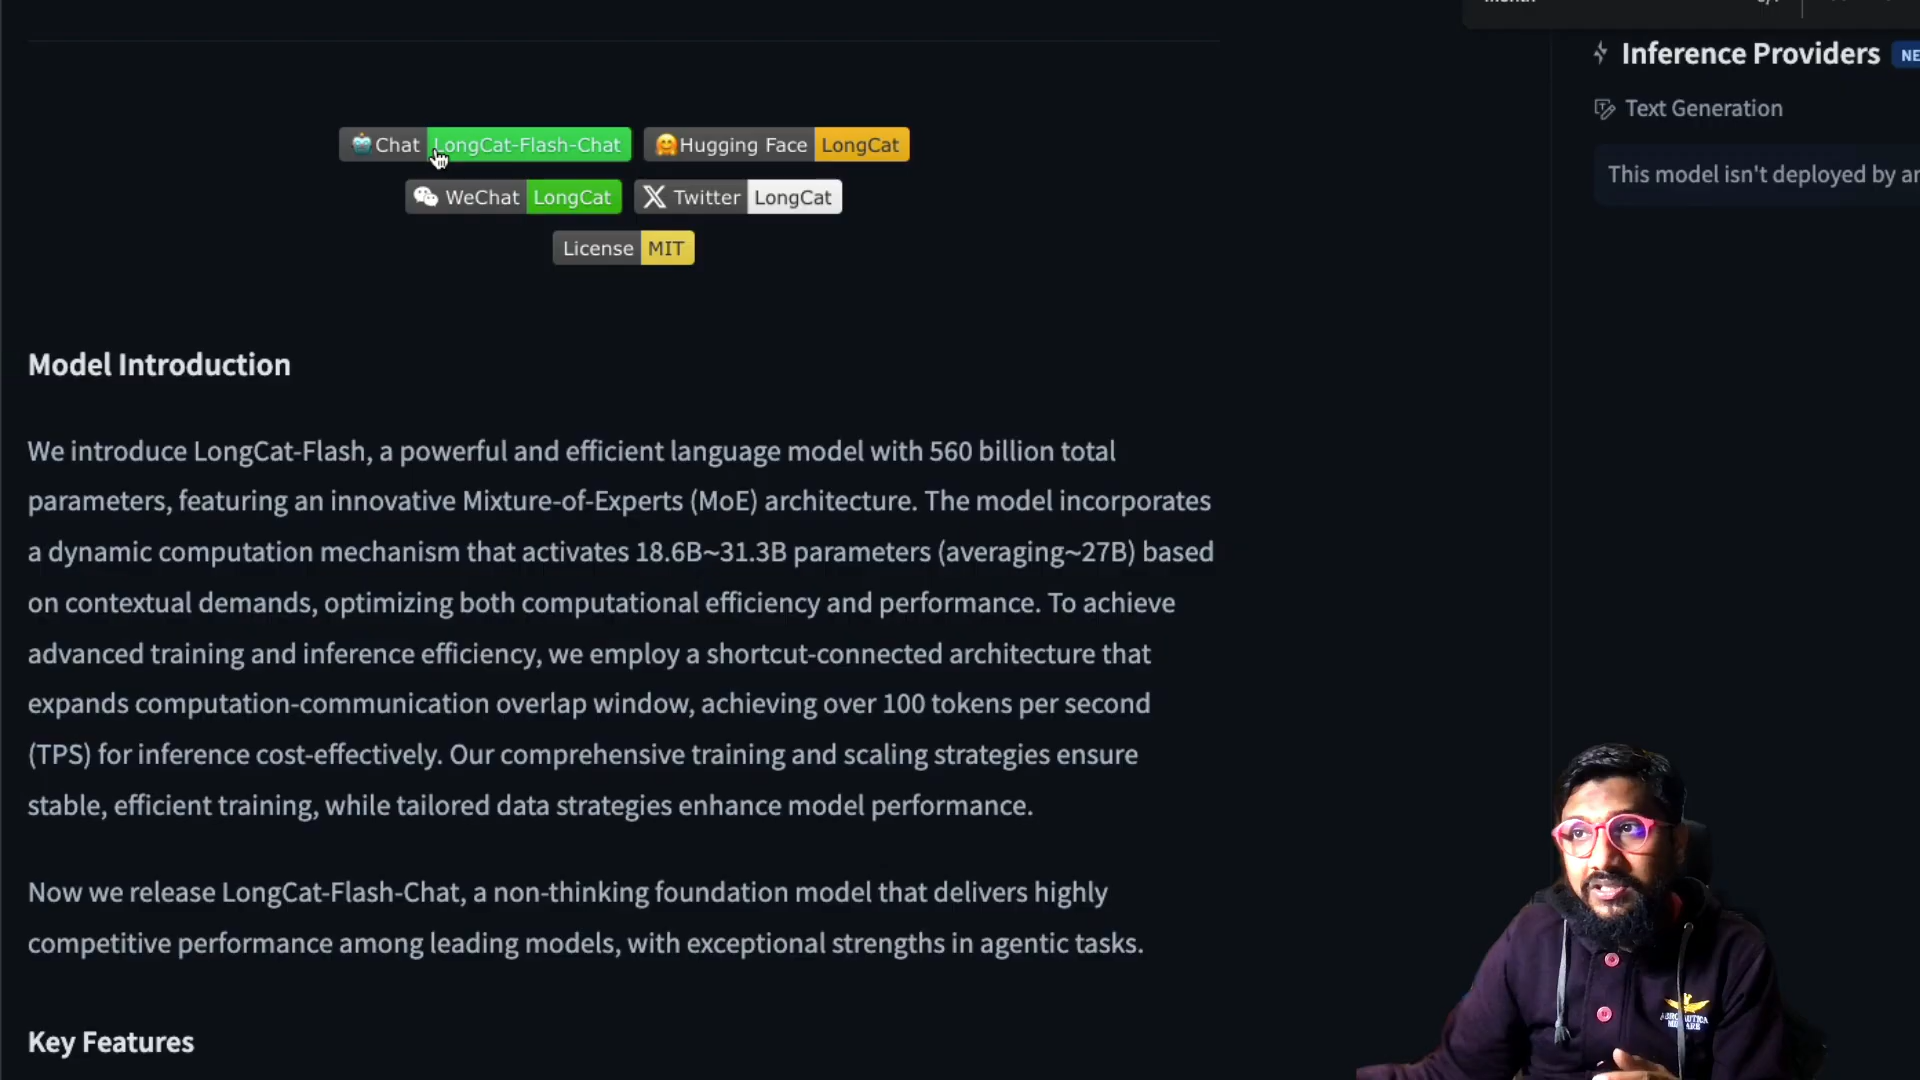 Inference Providers
Text Generation
This model isn't deployed by
Chat LongCat-Flash-Chat Hugging Face LongCat
WeChat LongCat Twitter LongCat
License MIT
Model Introduction
We introduce LongCat-Flash, a powerful and efficient language model with 560 billion total
parameters, featuring an innovative Mixture-of-Experts (MoE) architecture. The model incorporates
a dynamic computation mechanism that activates 18.6B~31.3B parameters (averaging~27B) based
on contextual demands, optimizing both computational efficiency and performance. To achieve
advanced training and inference efficiency, we employ a shortcut-connected architecture that
expands computation-communication overlap window, achieving over 100 tokens per second
(TPS) for inference cost-effectively. Our comprehensive training and scaling strategies ensure
stable, efficient training, while tailored data strategies enhance model performance.
Now we release LongCat-Flash-Chat, a non-thinking foundation model that delivers highly
competitive performance among leading models, with exceptional strengths in agentic tasks.
Key Features